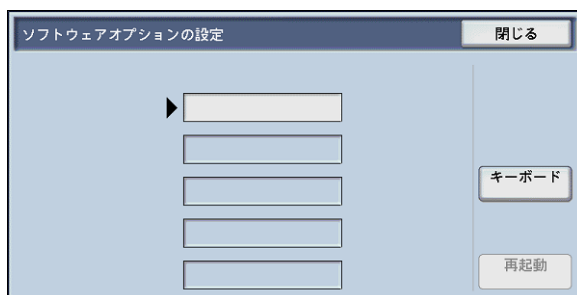 ソフトウェアオプションの設定
閉じる
キーボード
再起動